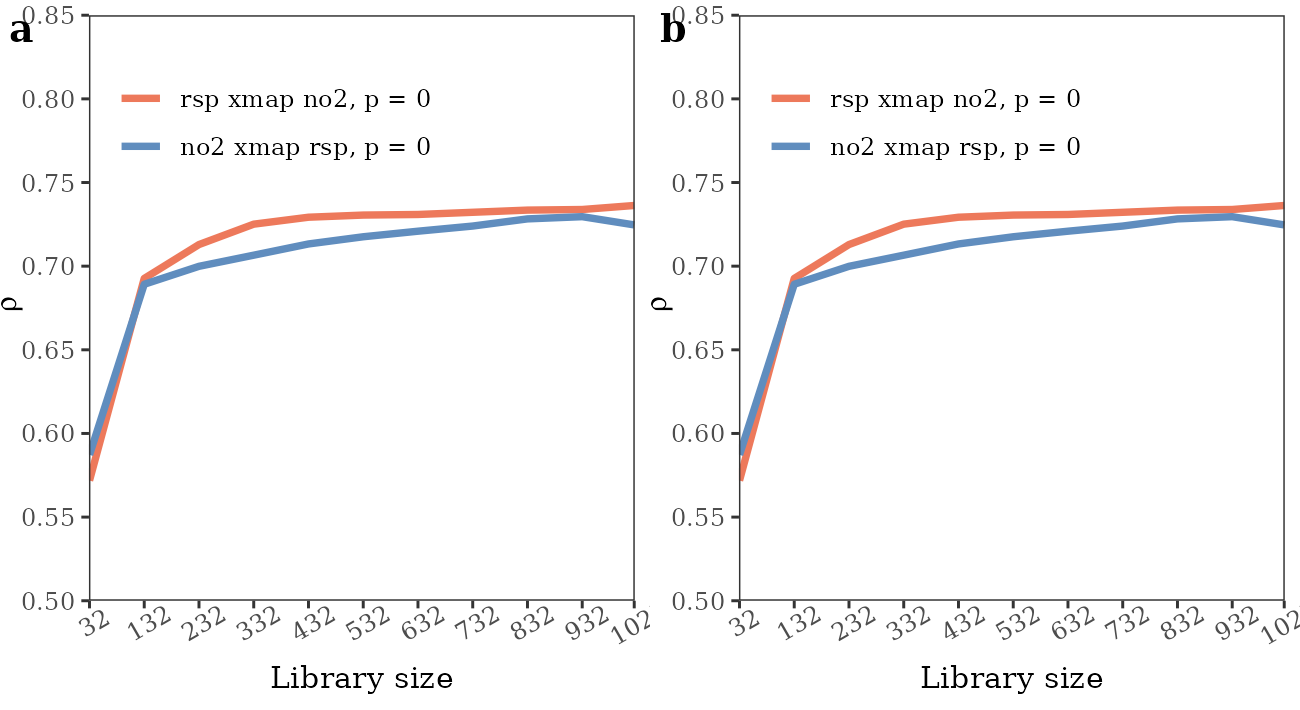 a
0.85
0.80
0.75
0.70
0.65
0.60
0.55
0.50
ρ
rsp xmap no2, p = 0
no2 xmap rsp, p = 0
32 132 232 332 432 532 632 732 832 932 102
Library size
b
0.85
0.80
0.75
0.70
0.65
0.60
0.55
0.50
ρ
rsp xmap no2, p = 0
no2 xmap rsp, p = 0
32 132 232 332 432 532 632 732 832 932 102
Library size